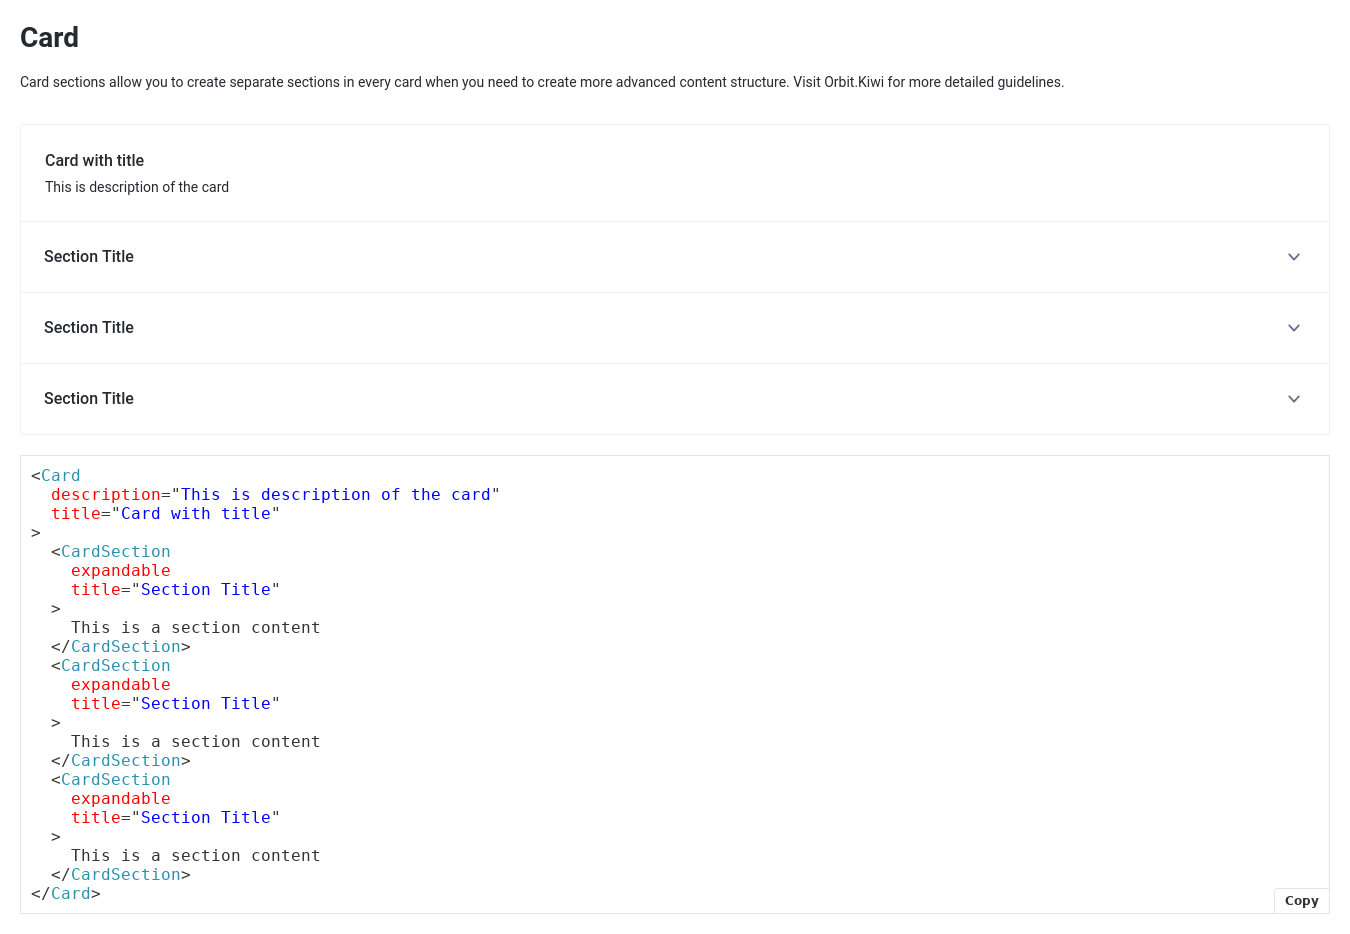 Card
Card sections allow you to create separate sections in every card when you need to create more advanced content structure. Visit Orbit.Kiwi for more detailed guidelines.
Card with title
This is description of the card
Section Title
Section Title
Section Title
<Card
  description="This is description of the card"
  title="Card with title"
>
  <CardSection
    expandable
    title="Section Title"
  >
    This is a section content
  </CardSection>
  <CardSection
    expandable
    title="Section Title"
  >
    This is a section content
  </CardSection>
  <CardSection
    expandable
    title="Section Title"
  >
    This is a section content
  </CardSection>
</Card>
Copy